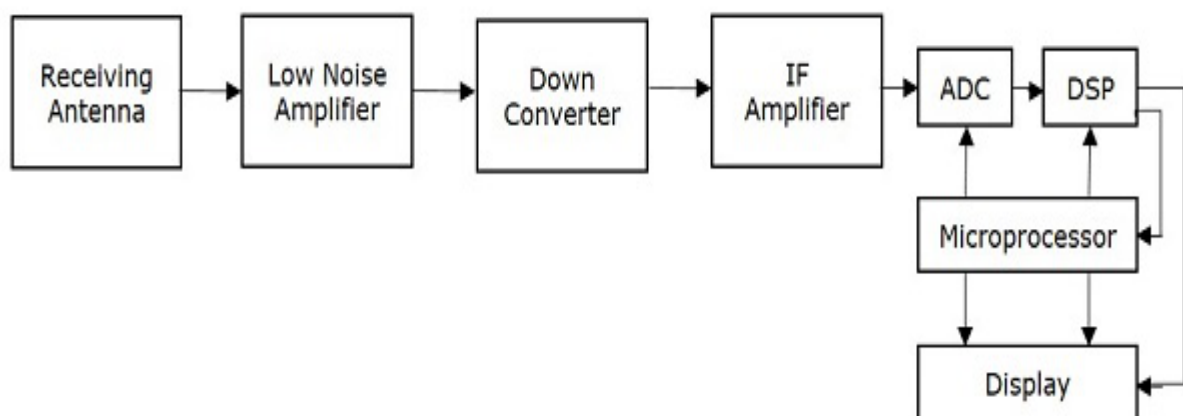 Receiving
Antenna
Low Noise
Amplifier
Down
Converter
IF
Amplifier
ADC
DSP
Microprocessor
Display